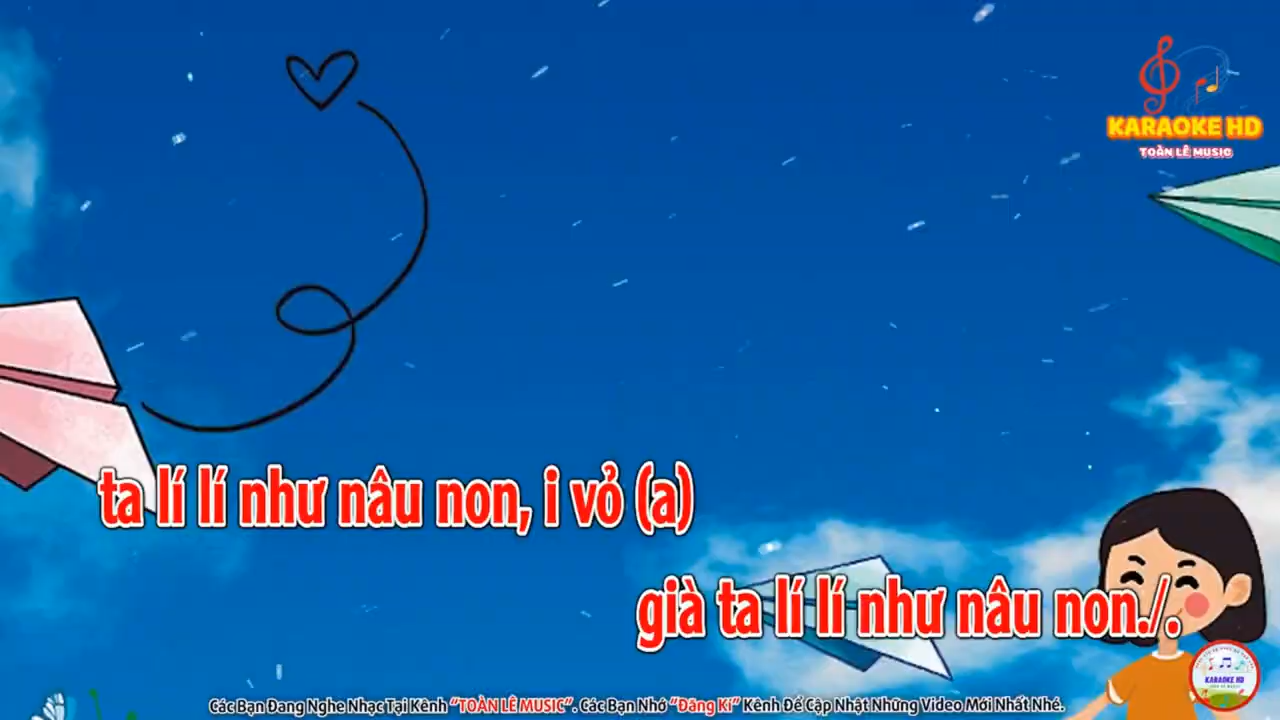 KARAOKE HD
TOÀN LÊ MUSIC
ta lí lí như nâu non, i vỏ (a)
già ta lí lí như nâu non./.
KARAOKE HD
Các Bạn Đang Nghe Nhạc Tại Kênh “TOÀN LÊ MUSIC”. Các Bạn Nhớ “Đăng Kí” Kênh Để Cập Nhật Những Video Mới Nhất Nhé.